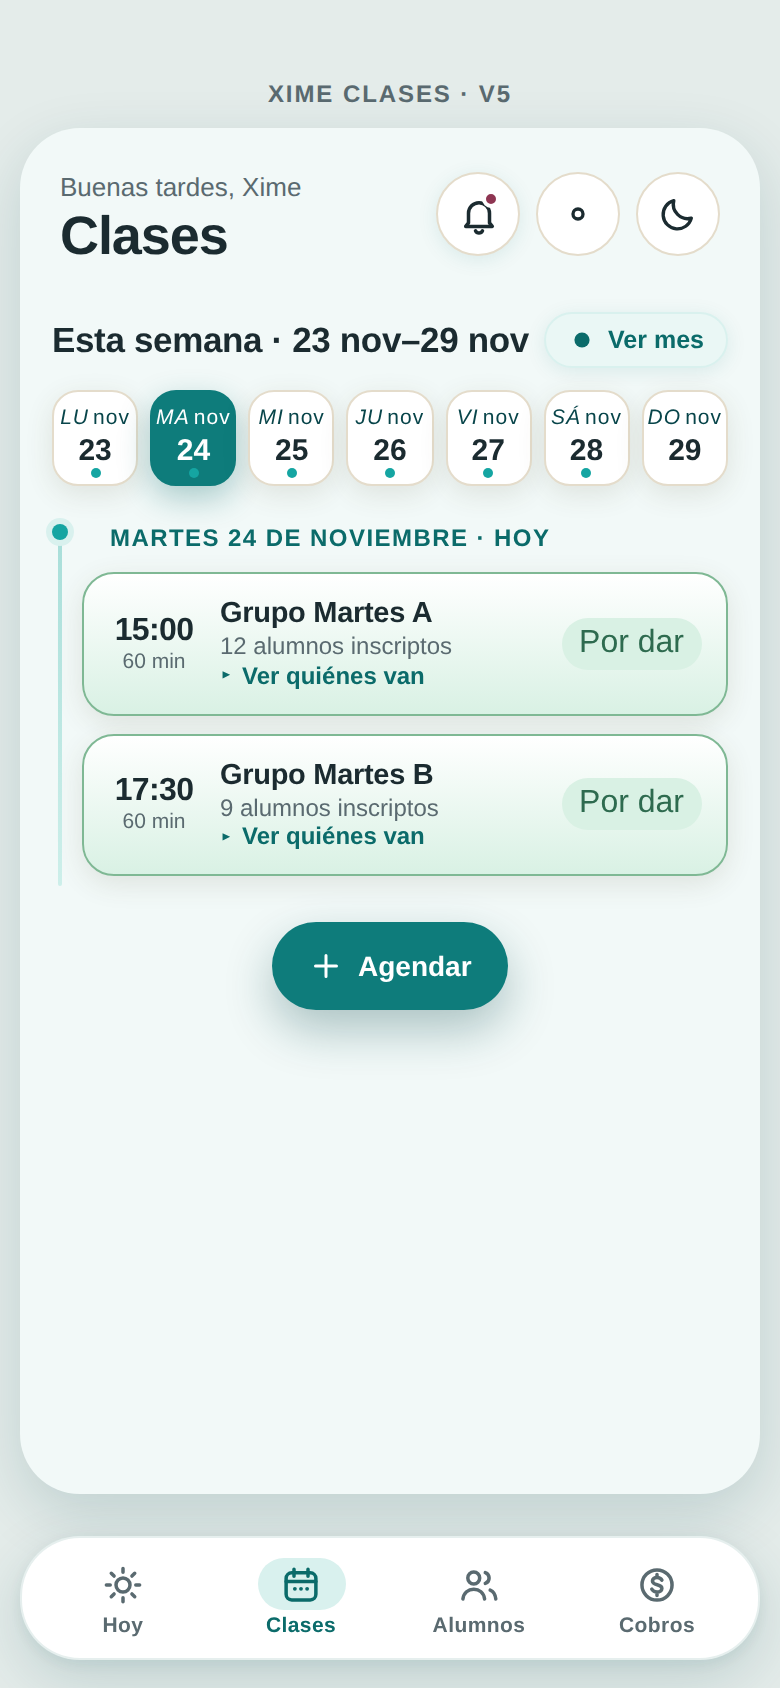 XIME CLASES · V5
Buenas tardes, Xime
Clases
Esta semana · 23 nov–29 nov
Ver mes
LU nov MA nov MI nov JU nov VI nov SÁ nov DO nov
23 24 25 26 27 28 29
MARTES 24 DE NOVIEMBRE · HOY
15:00
60 min
Grupo Martes A
12 alumnos inscriptos
▸ Ver quiénes van
Por dar
17:30
60 min
Grupo Martes B
9 alumnos inscriptos
▸ Ver quiénes van
Por dar
+ Agendar
Hoy Clases Alumnos Cobros